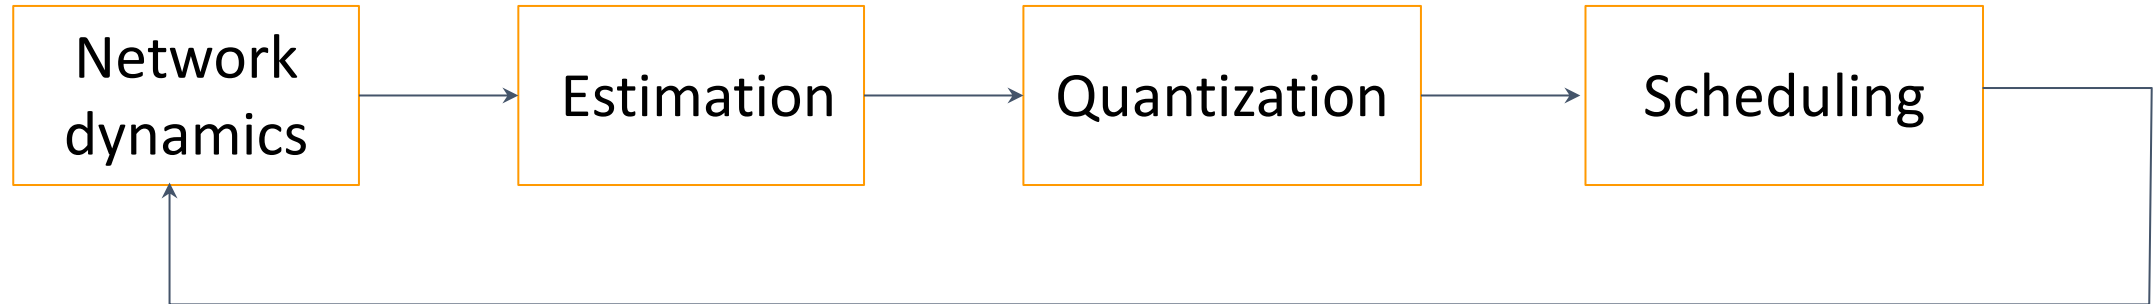 Network
dynamics
Estimation
Quantization
Scheduling